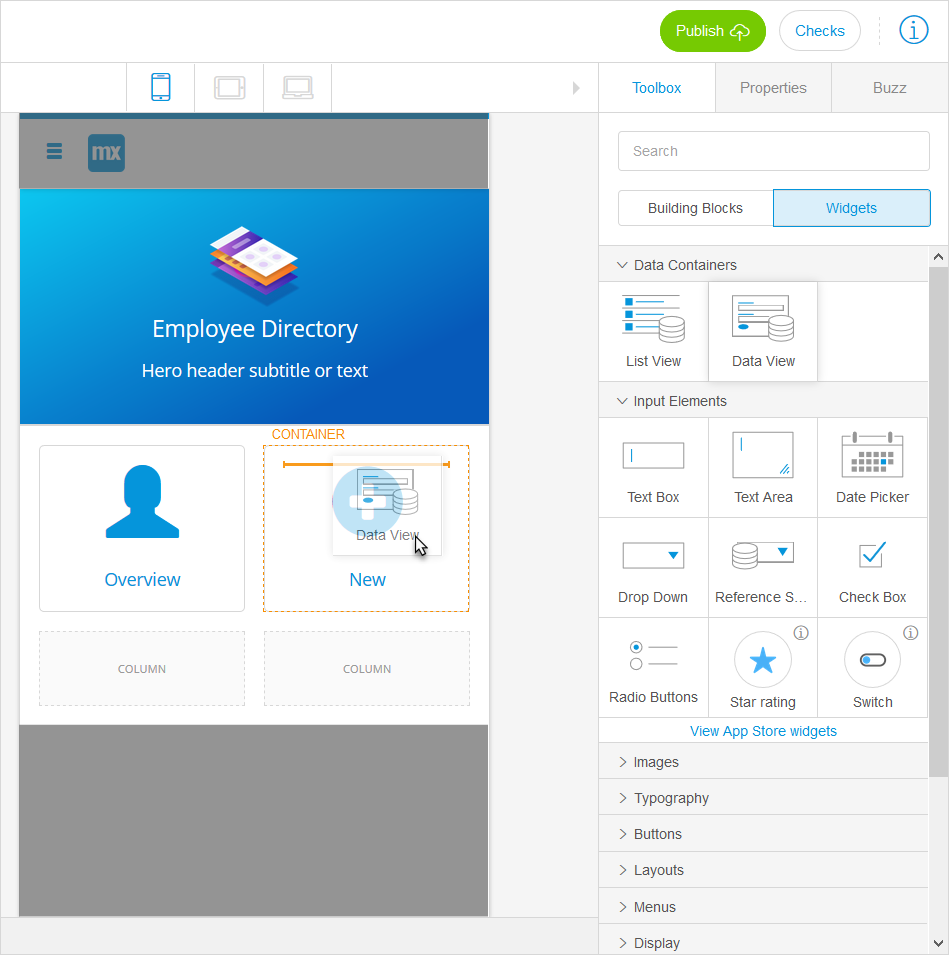 Publish
Checks
Toolbox
Properties
Buzz
mx
Search
Building Blocks
Widgets
Data Containers
List View
Data View
Employee Directory
Hero header subtitle or text
Input Elements
CONTAINER
Data View
Overview
New
COLUMN
COLUMN
Text Box
Text Area
Date Picker
Drop Down
Reference S...
Check Box
Radio Buttons
Star rating
Switch
View App Store widgets
Images
Typography
Buttons
Layouts
Menus
Display